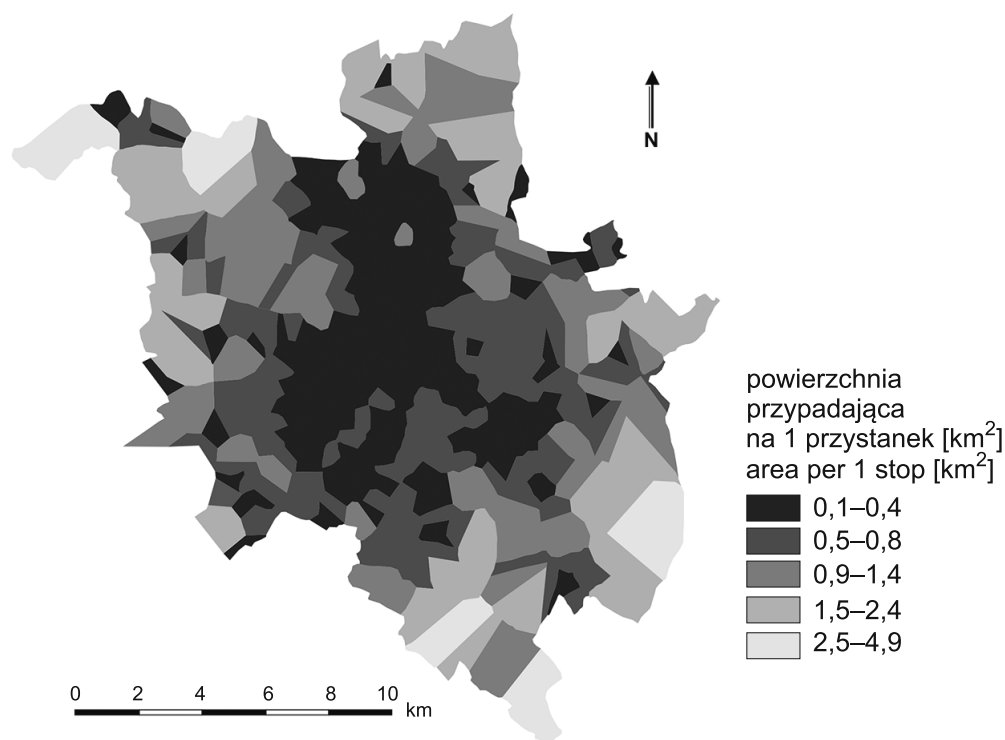 N
powierzchnia
przypadająca
na 1 przystanek [km²]
area per 1 stop [km²]
0,1–0,4
0,5–0,8
0,9–1,4
1,5–2,4
2,5–4,9
0 2 4 6 8 10
km